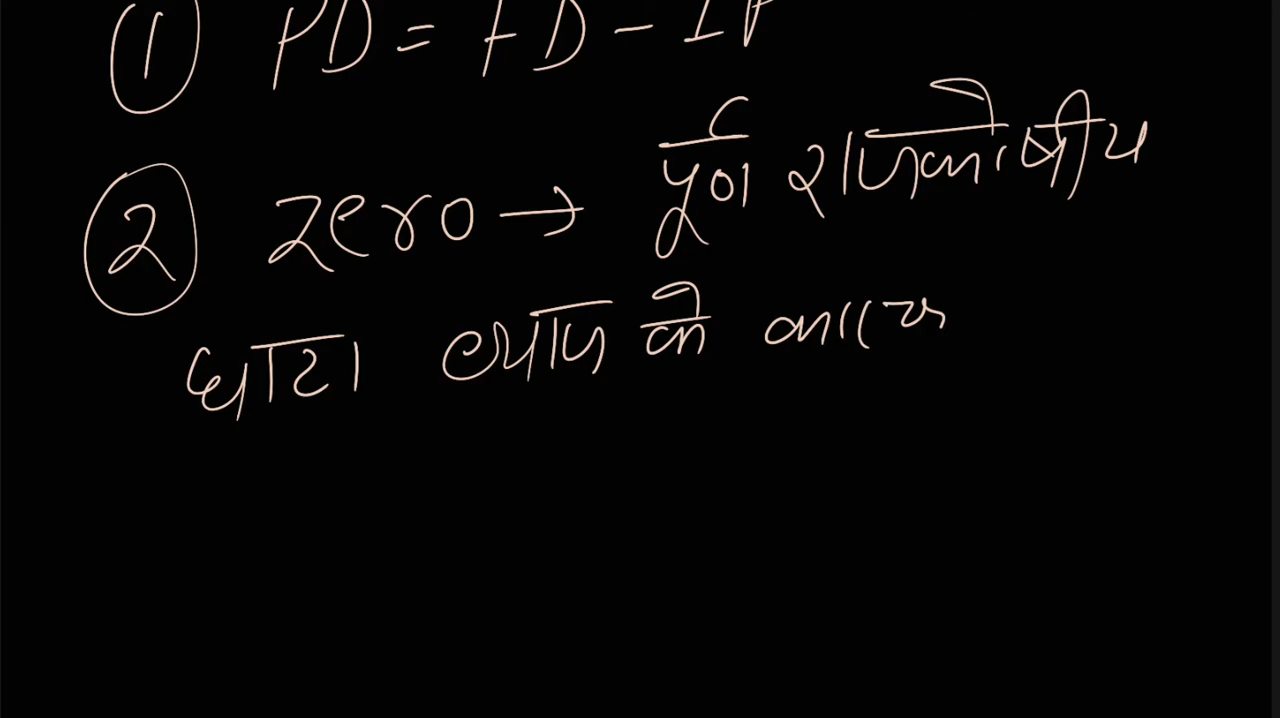 ① PD = FD - IP
② Zero → पूर्ण राजकोषीय
घाटा ब्याज के कारण